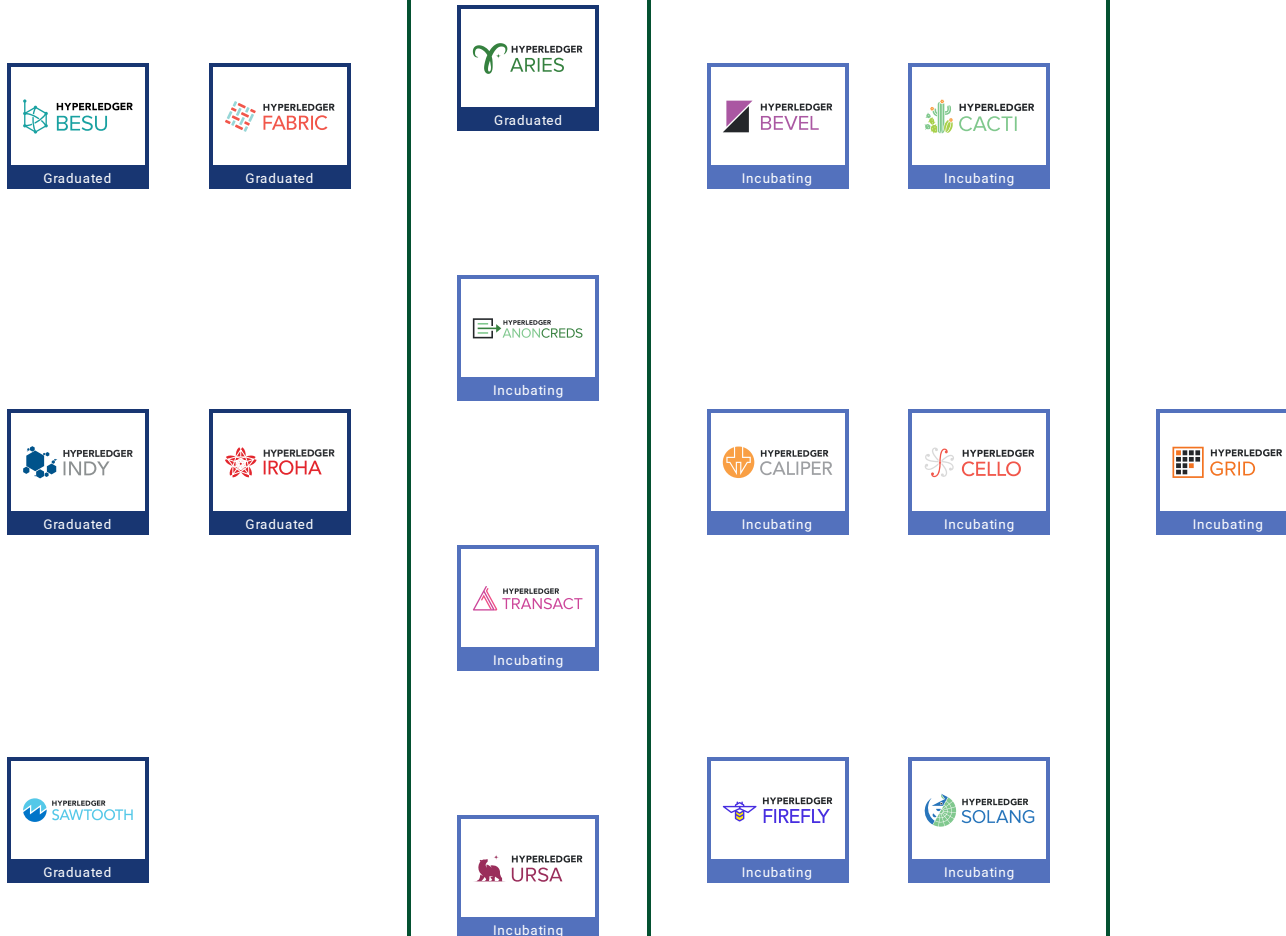 HYPERLEDGER
BESU
Graduated
HYPERLEDGER
FABRIC
Graduated
HYPERLEDGER
INDY
Graduated
HYPERLEDGER
IROHA
Graduated
HYPERLEDGER
SAWTOOTH
Graduated
HYPERLEDGER
ARIES
Graduated
HYPERLEDGER
ANONCREDS
Incubating
HYPERLEDGER
TRANSACT
Incubating
HYPERLEDGER
URSA
Incubating
HYPERLEDGER
BEVEL
Incubating
HYPERLEDGER
CACTI
Incubating
HYPERLEDGER
CALIPER
Incubating
HYPERLEDGER
CELLO
Incubating
HYPERLEDGER
FIREFLY
Incubating
HYPERLEDGER
SOLANG
Incubating
HYPERLEDGER
GRID
Incubating